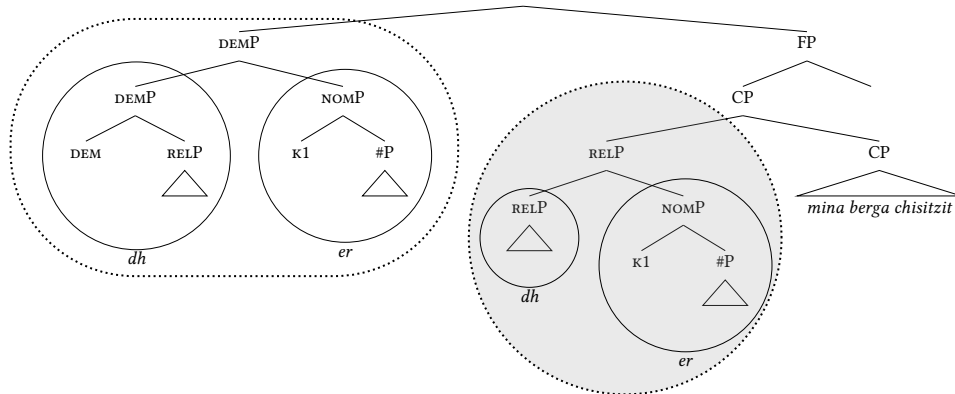 DEMP FP
DEMP NOMP CP
DEM RELP K1 #P RELP CP
RELP NOMP mina berga chisitzit
dh er K1 #P
dh
er